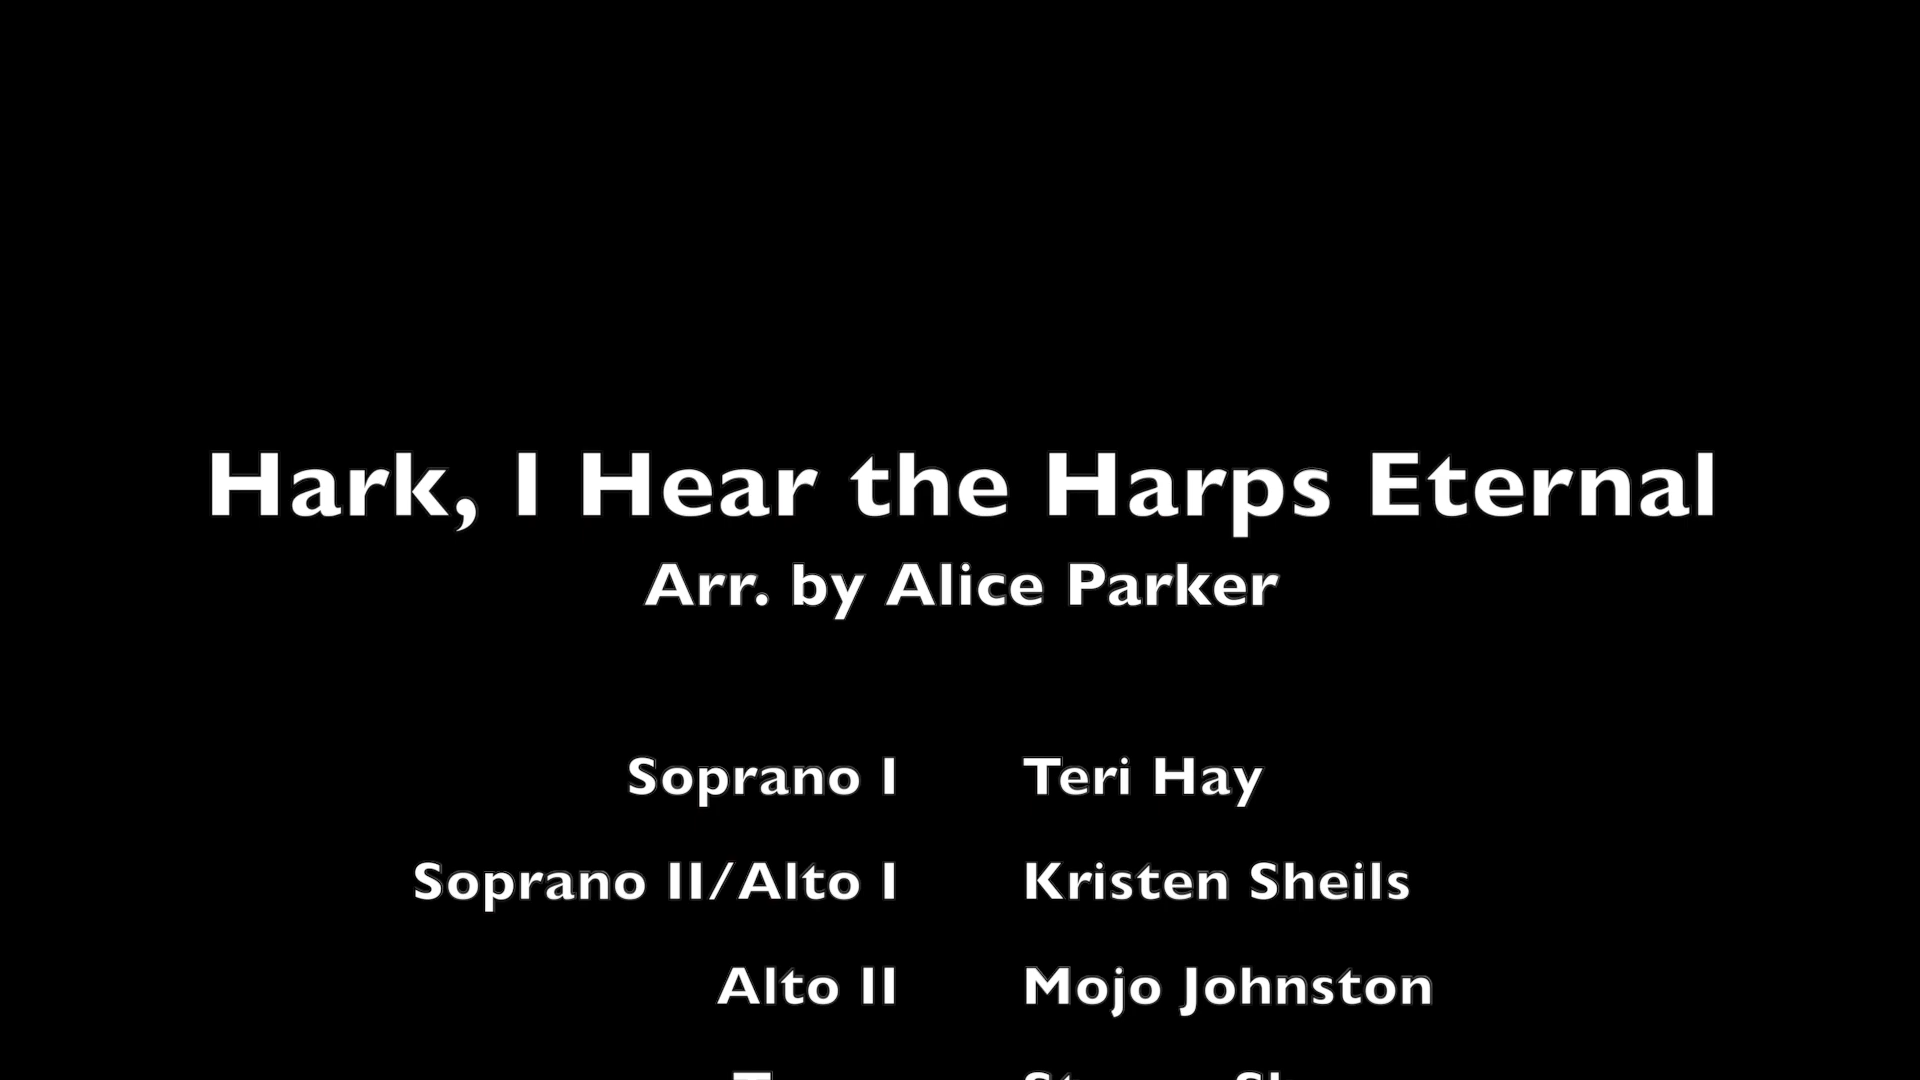 Hark, I Hear the Harps Eternal
Arr. by Alice Parker
Soprano I Teri Hay
Soprano II/Alto I Kristen Sheils
Alto II Mojo Johnston